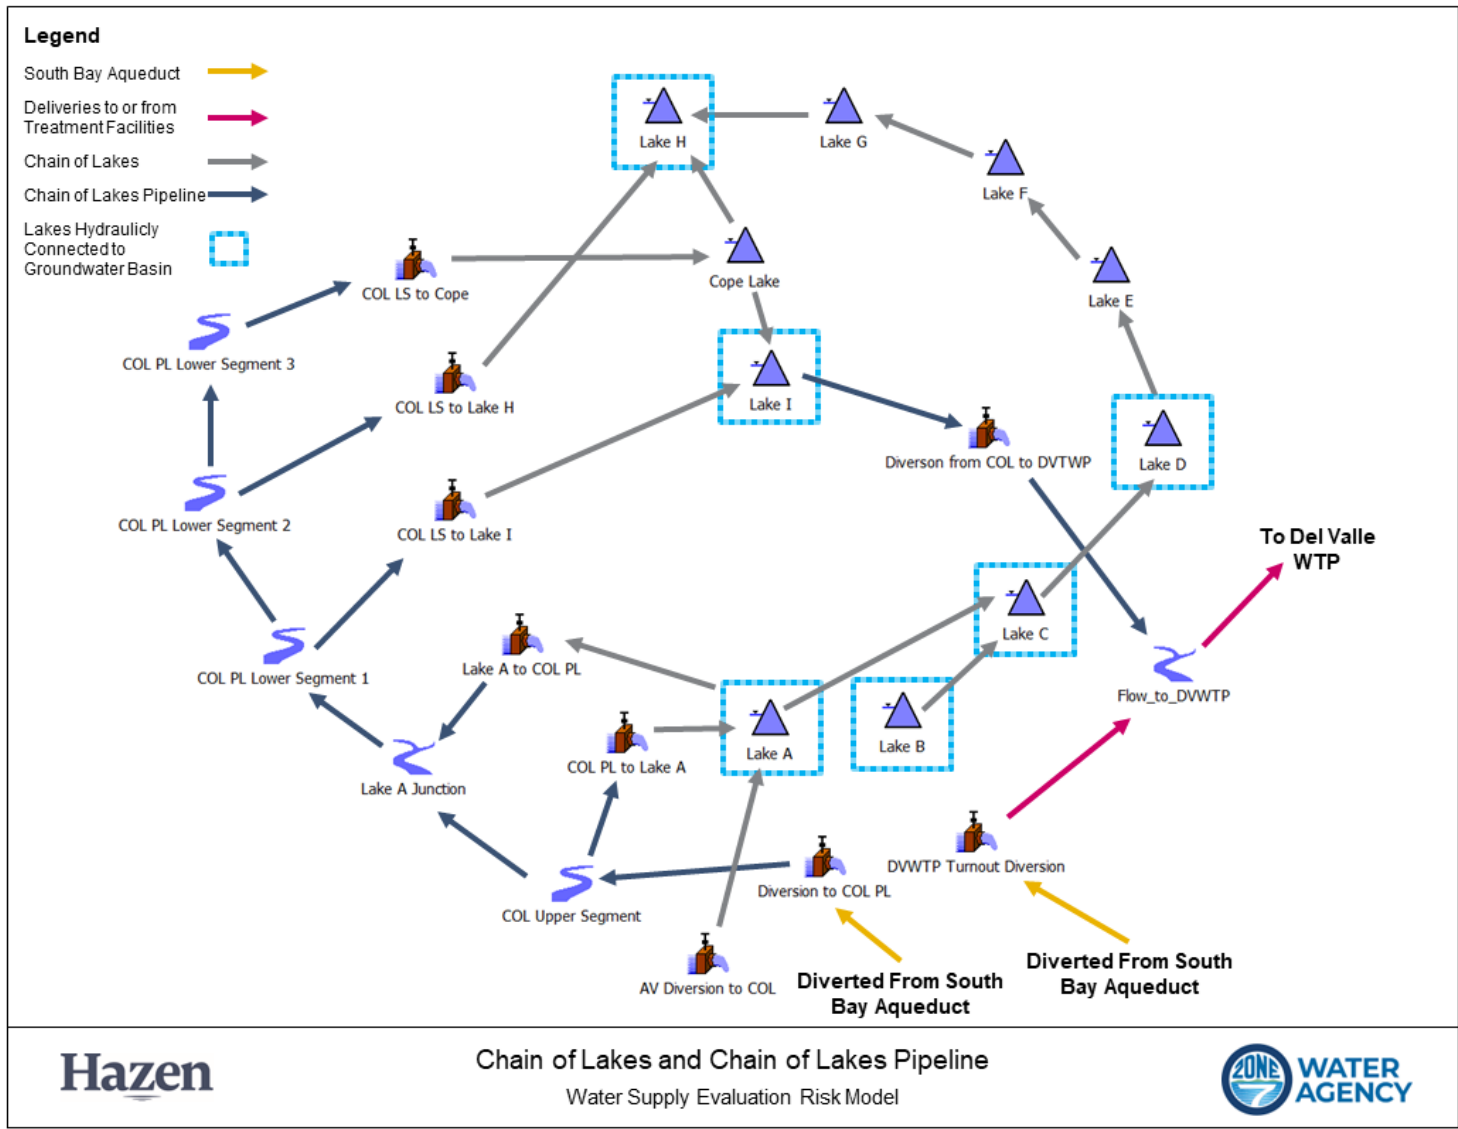 Legend
South Bay Aqueduct
Deliveries to or from
Treatment Facilities
Chain of Lakes
Chain of Lakes Pipeline
Lakes Hydraulicly
Connected to
Groundwater Basin
Lake H
Lake G
Lake F
Cope Lake
Lake E
COL LS to Cope
COL PL Lower Segment 3
COL LS to Lake H
Lake I
Diverson from COL to DVTWP
Lake D
COL PL Lower Segment 2
COL LS to Lake I
To Del Valle
WTP
Lake C
COL PL Lower Segment 1
Lake A to COL PL
Flow_to_DVWTP
Lake A
Lake B
COL PL to Lake A
Lake A Junction
DVWTP Turnout Diversion
Diversion to COL PL
COL Upper Segment
AV Diversion to COL
Diverted From South
Bay Aqueduct
Diverted From South
Bay Aqueduct
Hazen
Chain of Lakes and Chain of Lakes Pipeline
Water Supply Evaluation Risk Model
ZONE
7
WATER
AGENCY